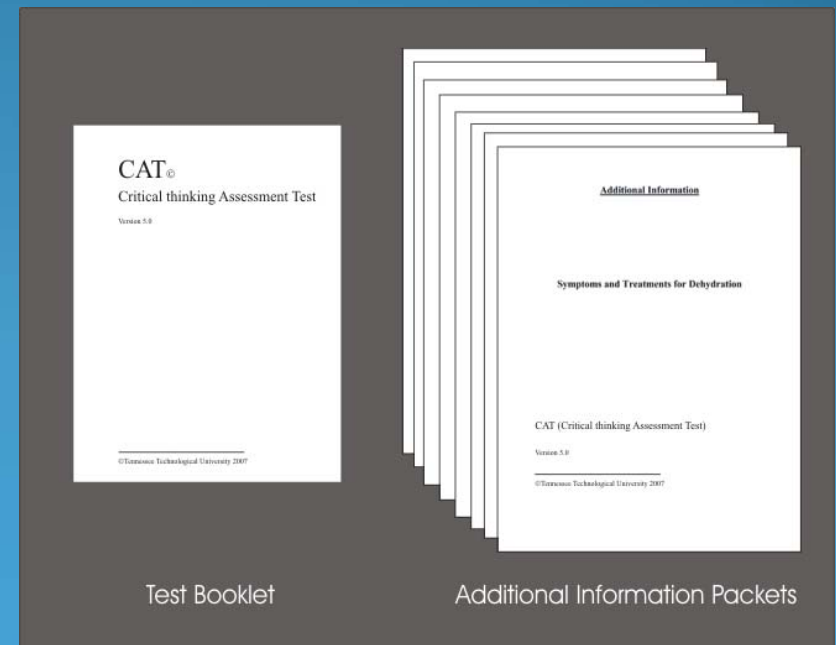 CAT©
Critical thinking Assessment Test
Version 5.0
©Tennessee Technological University 2007
Test Booklet
Additional Information
Symptoms and Treatments for Dehydration
CAT (Critical thinking Assessment Test)
Version 5.0
©Tennessee Technological University 2007
Additional Information Packets